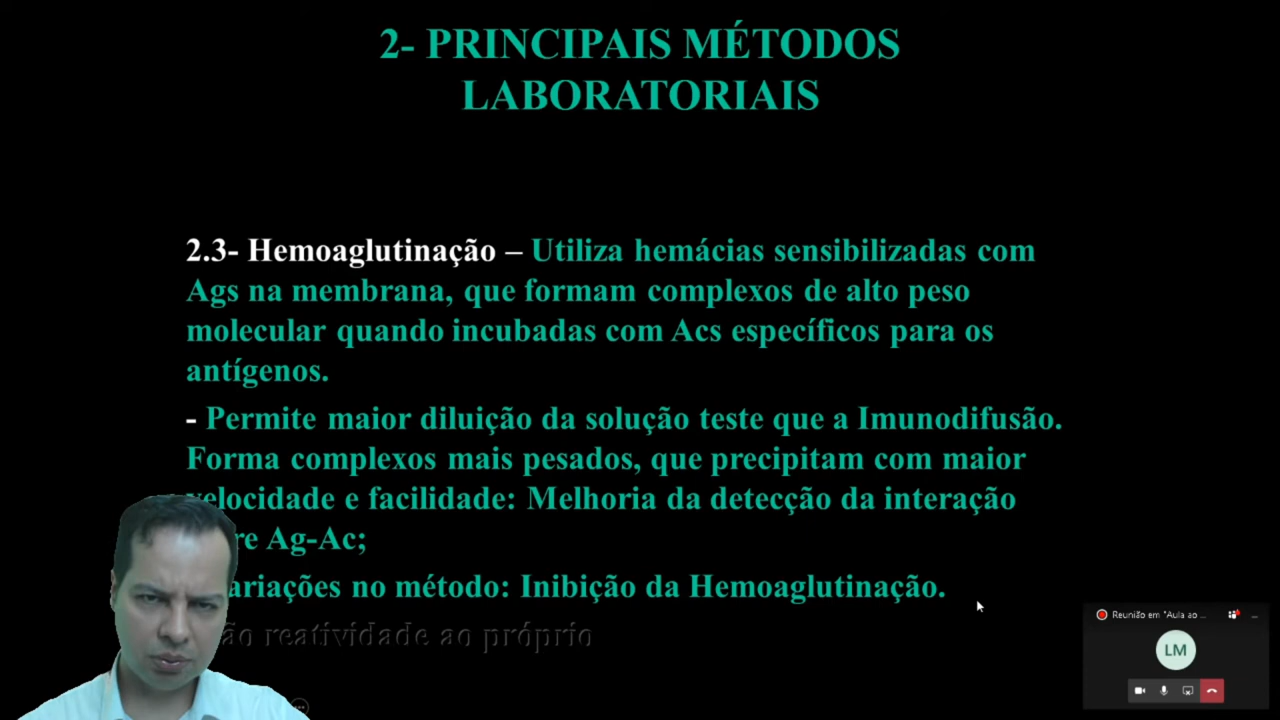 2- PRINCIPAIS MÉTODOS
LABORATORIAIS
2.3- Hemoaglutinação – Utiliza hemácias sensibilizadas com
Ags na membrana, que formam complexos de alto peso
molecular quando incubadas com Acs específicos para os
antígenos.
- Permite maior diluição da solução teste que a Imunodifusão.
Forma complexos mais pesados, que precipitam com maior
velocidade e facilidade: Melhoria da detecção da interação
Ag-Ac;
no método: Inibição da Hemoaglutinação.
reatividade ao próprio
Reunião em "Aula ao ...
LM